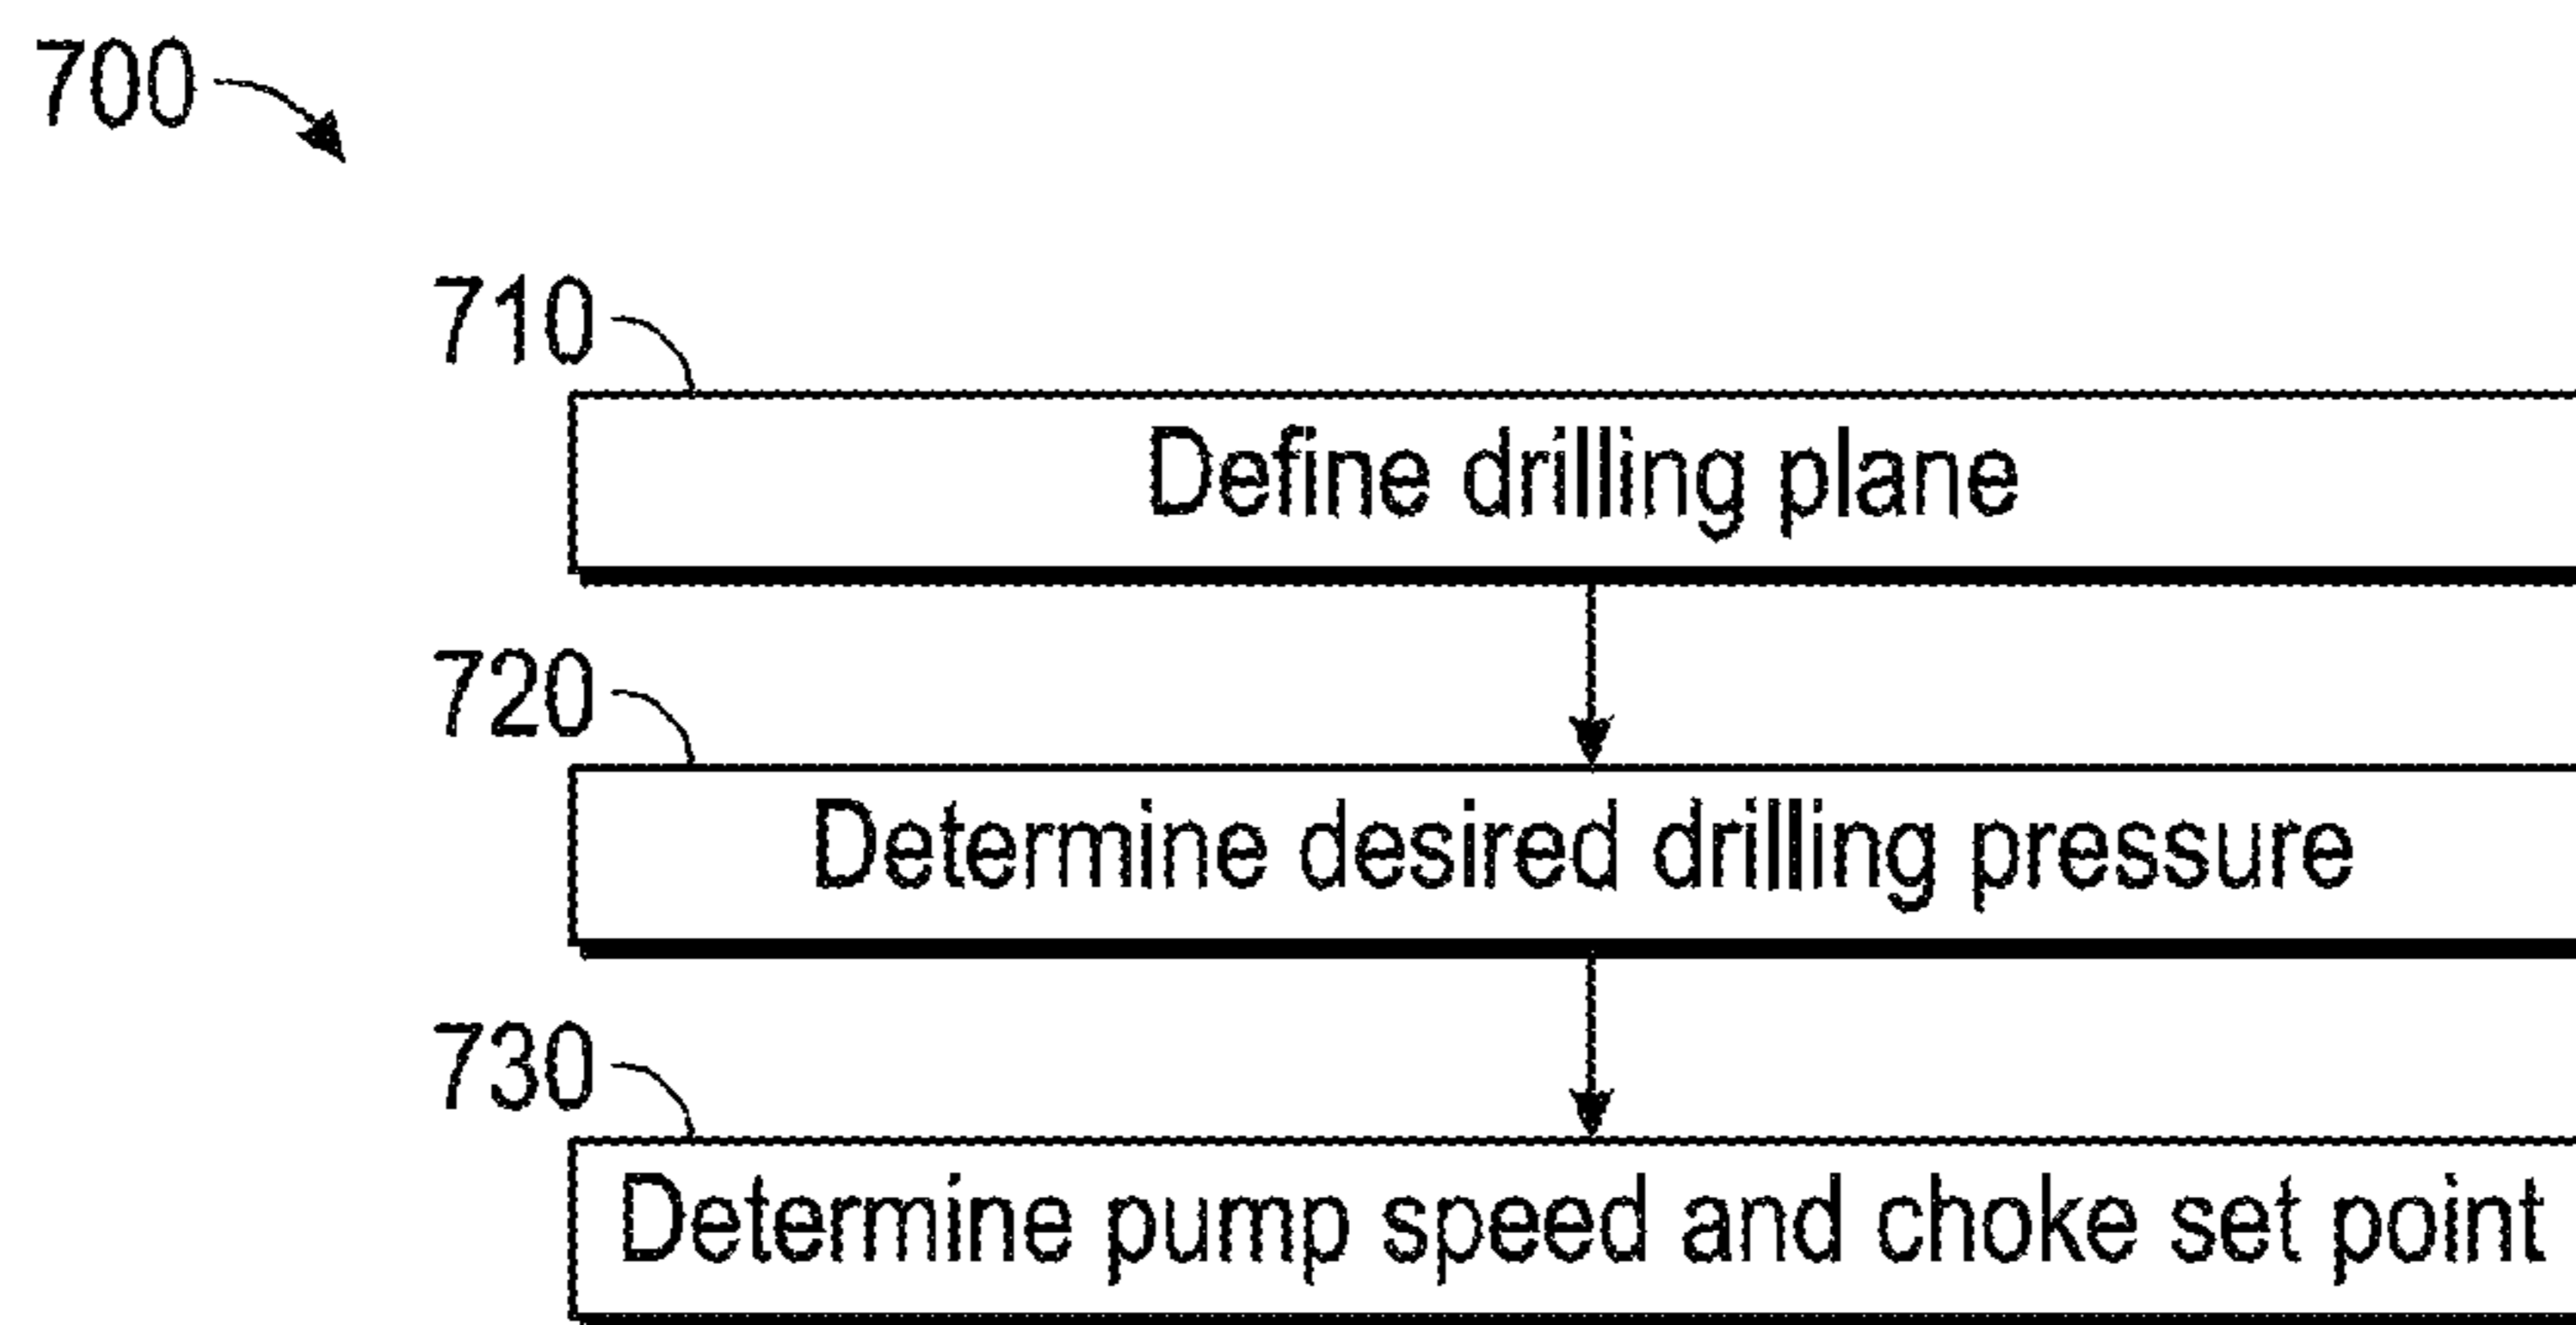 700
710
Define drilling plane
720
Determine desired drilling pressure
730
Determine pump speed and choke set point